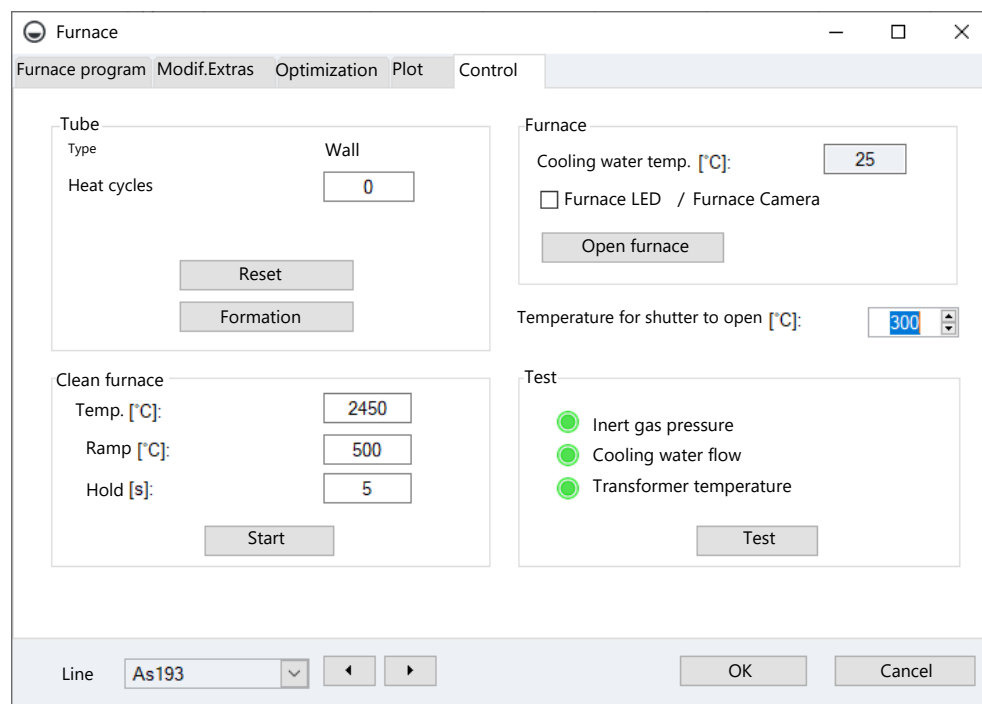 Furnace
Furnace program Modif.Extras Optimization Plot Control
Tube
Type Wall
Heat cycles 0
Reset
Formation
Furnace
Cooling water temp. [°C]: 25
Furnace LED / Furnace Camera
Open furnace
Temperature for shutter to open [°C]: 300
Clean furnace
Temp. [°C]: 2450
Ramp [°C]: 500
Hold [s]: 5
Start
Test
Inert gas pressure
Cooling water flow
Transformer temperature
Test
Line As193 OK Cancel